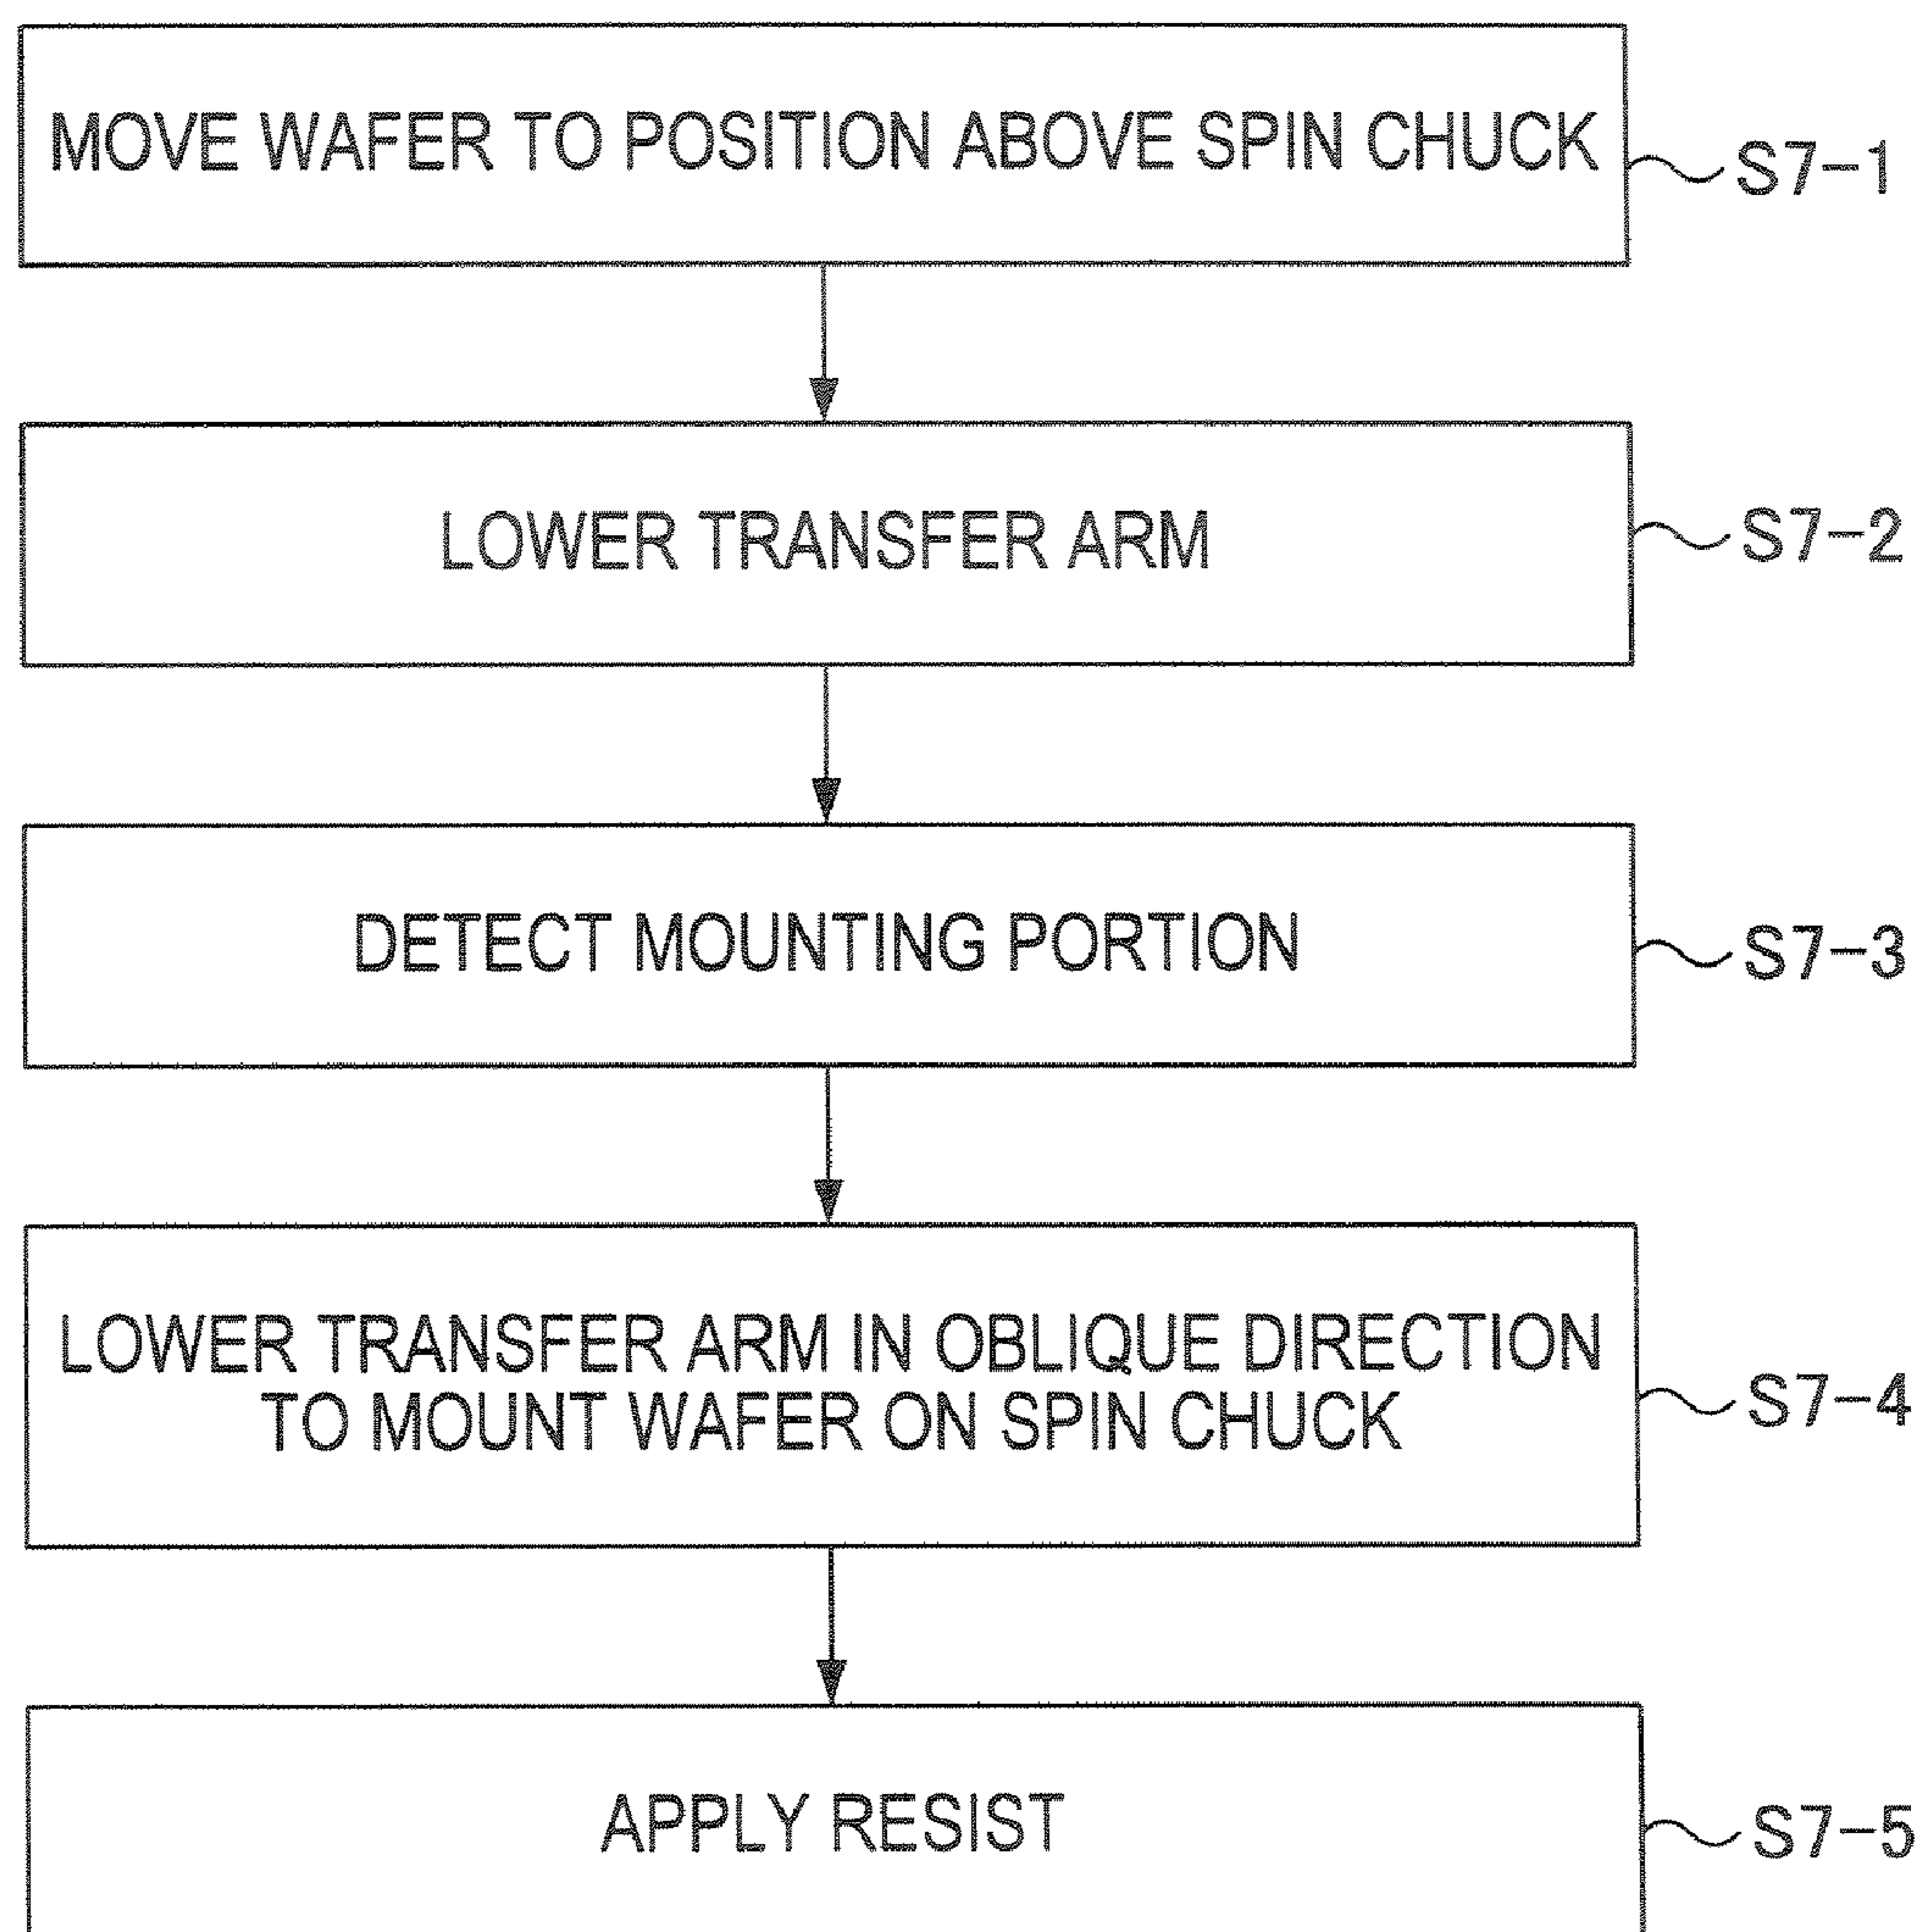 MOVE WAFER TO POSITION ABOVE SPIN CHUCK
S7-1
LOWER TRANSFER ARM
S7-2
DETECT MOUNTING PORTION
S7-3
LOWER TRANSFER ARM IN OBLIQUE DIRECTION
TO MOUNT WAFER ON SPIN CHUCK
S7-4
APPLY RESIST
S7-5